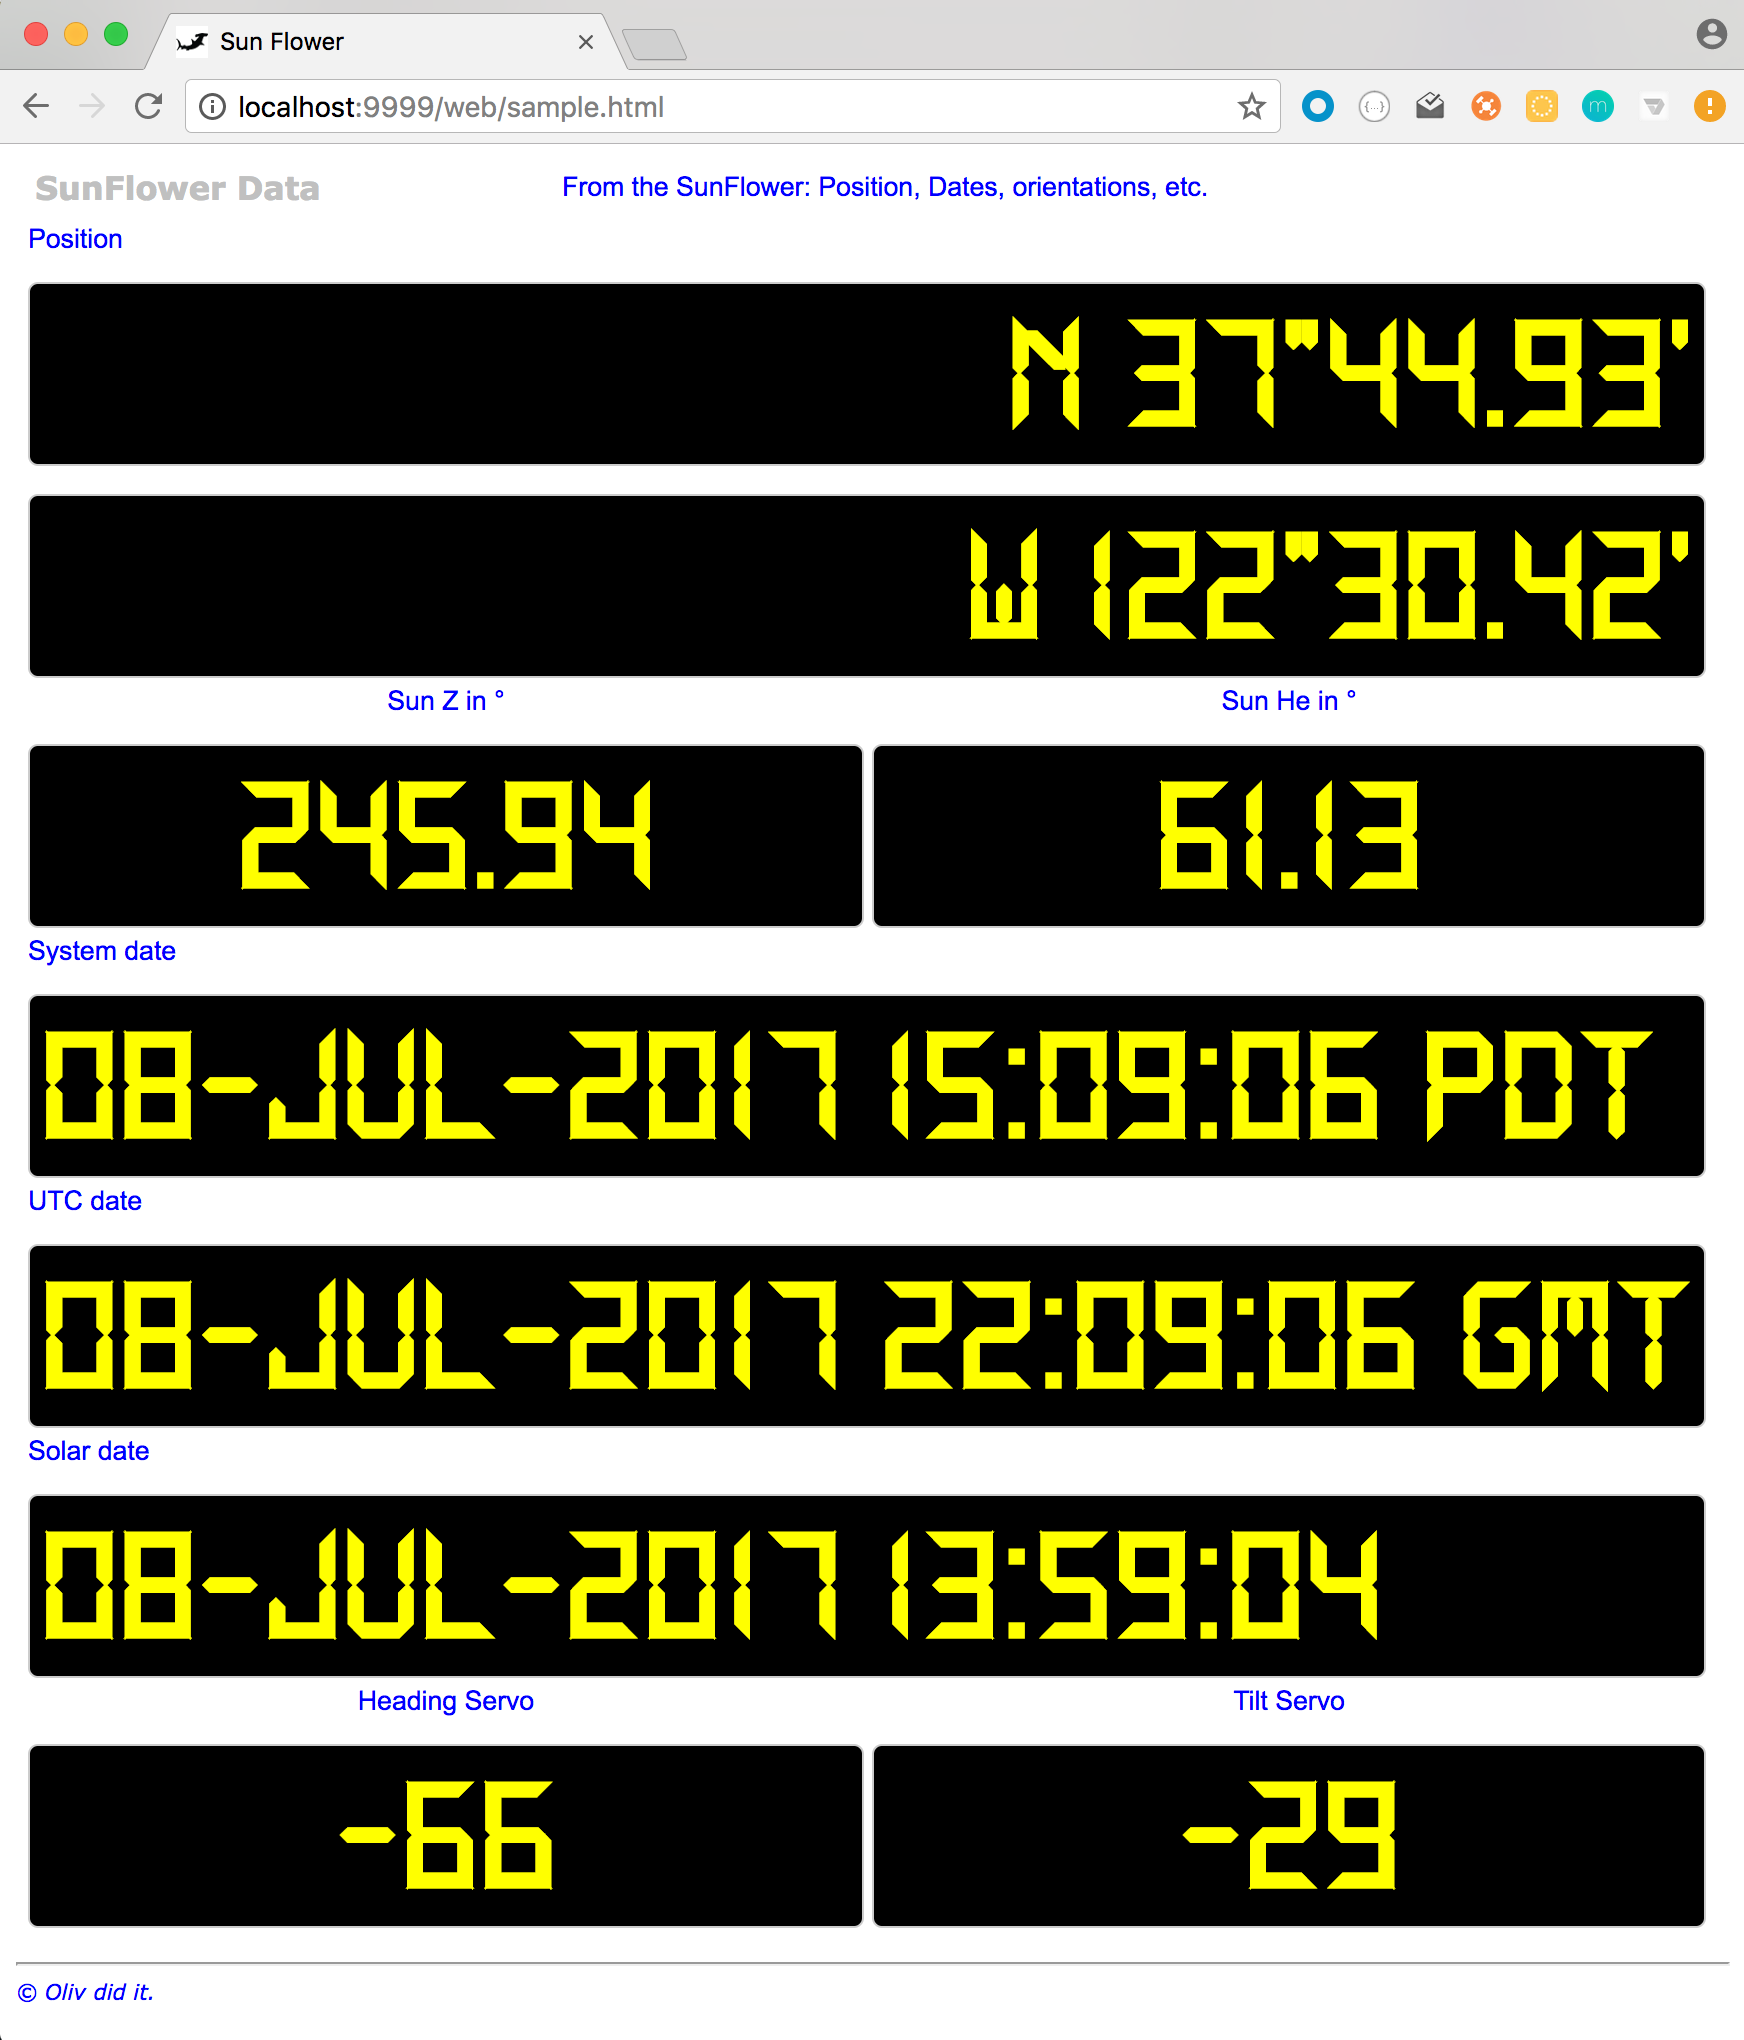 Sun Flower
localhost:9999/web/sample.html
SunFlower Data From the SunFlower: Position, Dates, orientations, etc.
Position
N 37"44.93'
W 122"30.42'
Sun Z in ° Sun He in °
245.94 61.13
System date
08-JUL-2017 15:09:06 PDT
UTC date
08-JUL-2017 22:09:06 GMT
Solar date
08-JUL-2017 13:59:04
Heading Servo Tilt Servo
-66 -29
© Oliv did it.